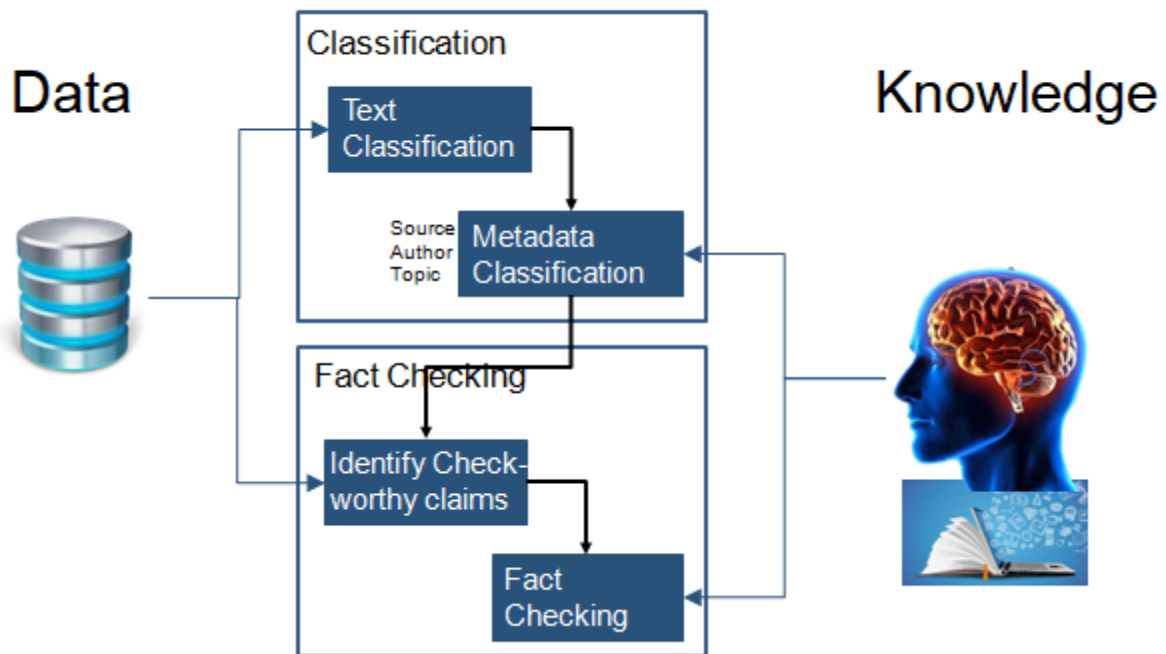 Data
Classification
Text
Classification
Source
Author
Topic
Metadata
Classification
Fact Checking
Identify Check-
worthy claims
Fact
Checking
Knowledge